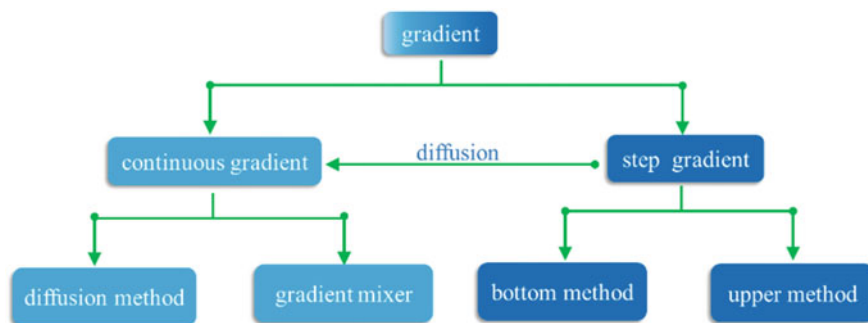 gradient
diffusion
continuous gradient
step gradient
diffusion method
gradient mixer
bottom method
upper method